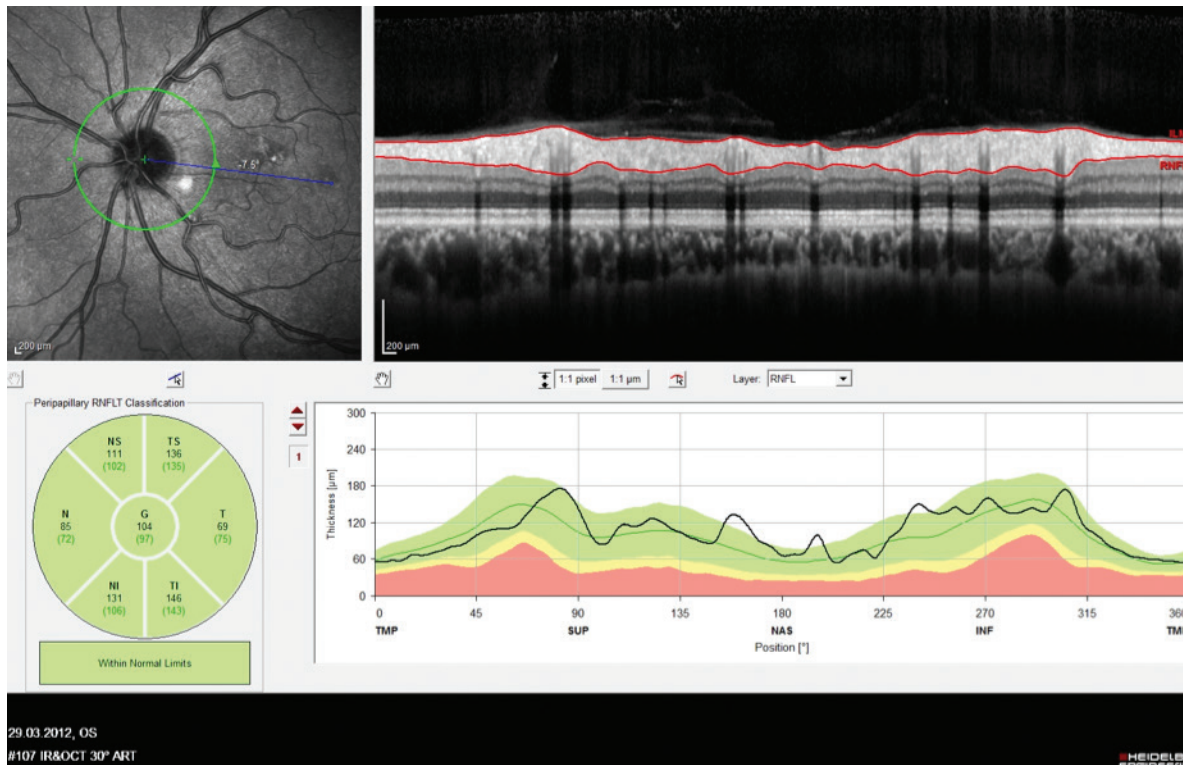 -7.5°
200 µm
ILM
RNFL
200 µm
1:1 pixel 1:1 µm Layer: RNFL
Peripapillary RNFLT Classification
NS
111
(102)
TS
136
(135)
N
85
(72)
G
104
(97)
T
69
(75)
NI
131
(106)
TI
146
(143)
Within Normal Limits
1
Thickness [µm]
300
240
180
120
60
0
0 45 90 135 180 225 270 315 360
TMP SUP NAS INF TM
Position [°]
29.03.2012, OS
#107 IR&OCT 30° ART
HEIDELB